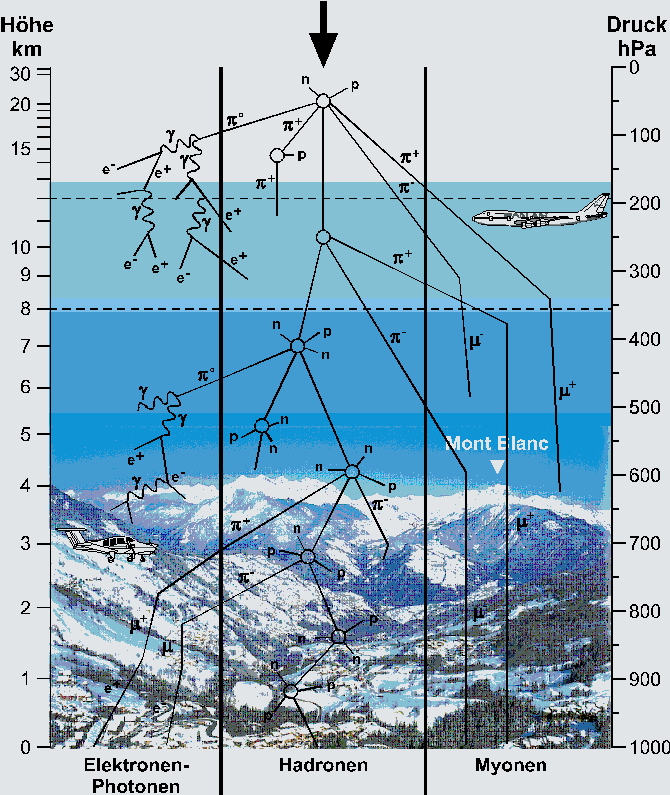 Höhe
km
Druck
hPa
30
20
15
10
9
8
7
6
5
4
3
2
1
0
0
100
200
300
400
500
600
700
800
900
1000
n
p
π°
π+
π+
γ
γ
p
e-
e+
π+
π-
γ
γ
e+
e-
e+
e-
e+
π+
n
p
n
π-
μ-
π°
γ
γ
μ+
n
p
n
Mont Blanc
e+
e-
n
n
p
γ
π-
π+
n
μ+
p
p
π
μ+
μ
p
μ
n
n
e+
p
e
p
Elektronen-
Photonen
Hadronen
Myonen